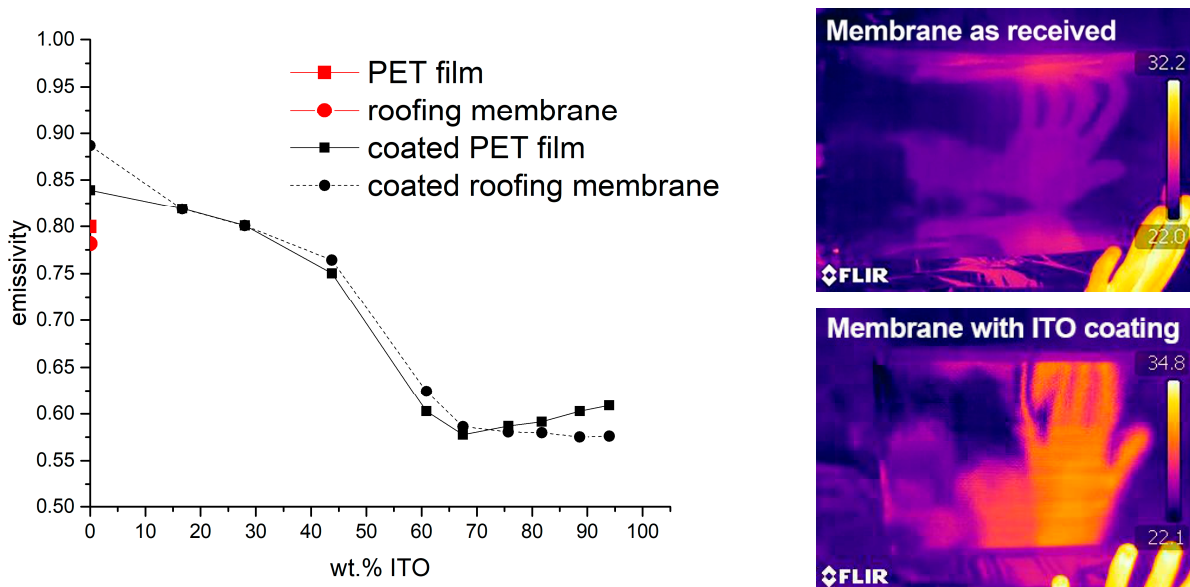 1.00
0.95
0.90
0.85
0.80
0.75
0.70
0.65
0.60
0.55
0.50
emissivity
0 10 20 30 40 50 60 70 80 90 100
wt.% ITO
PET film
roofing membrane
coated PET film
coated roofing membrane
Membrane as received
32.2
22.0
FLIR
Membrane with ITO coating
34.8
22.1
FLIR